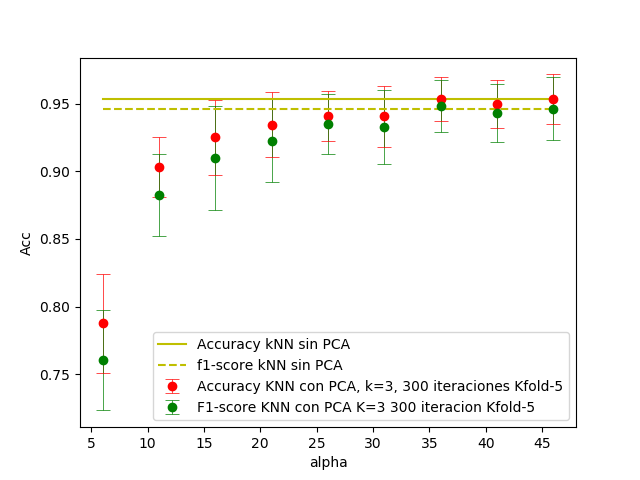 0.95
0.90
0.85
0.80
0.75
Acc
5 10 15 20 25 30 35 40 45
alpha
Accuracy kNN sin PCA
f1-score kNN sin PCA
Accuracy KNN con PCA, k=3, 300 iteraciones Kfold-5
F1-score KNN con PCA K=3 300 iteracion Kfold-5